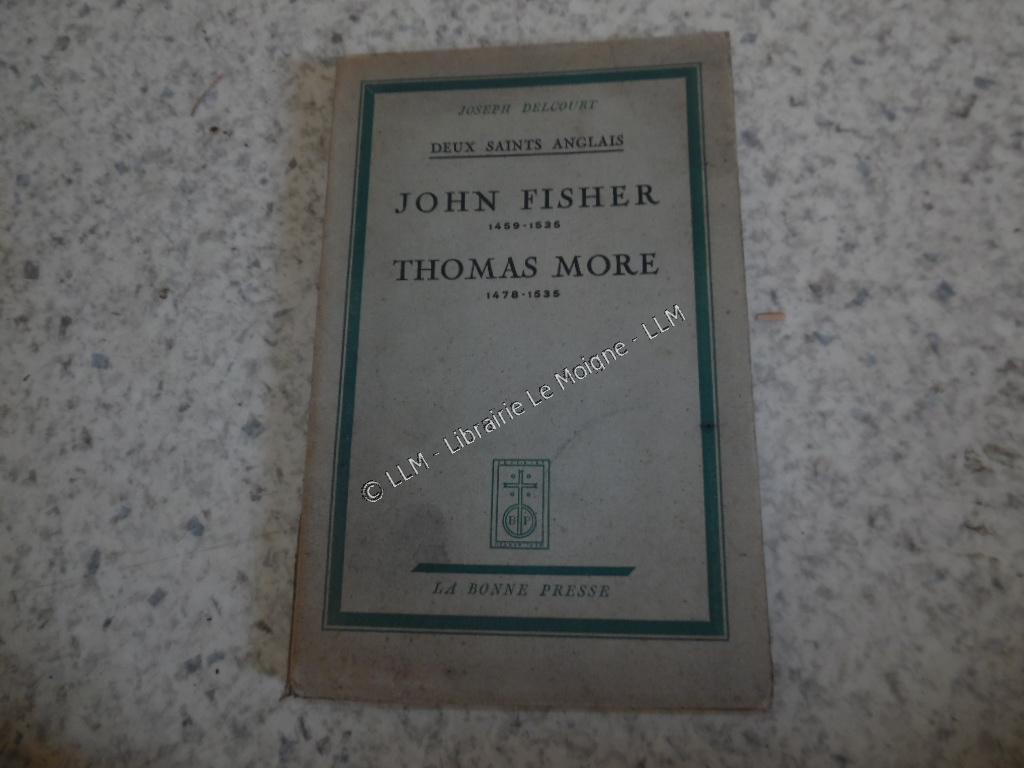 JOSEPH DELCOURT
DEUX SAINTS ANGLAIS
JOHN FISHER
1459-1535
THOMAS MORE
1478-1535
© LLM - Librairie Le Moigne - LLM
B P
LA BONNE PRESSE